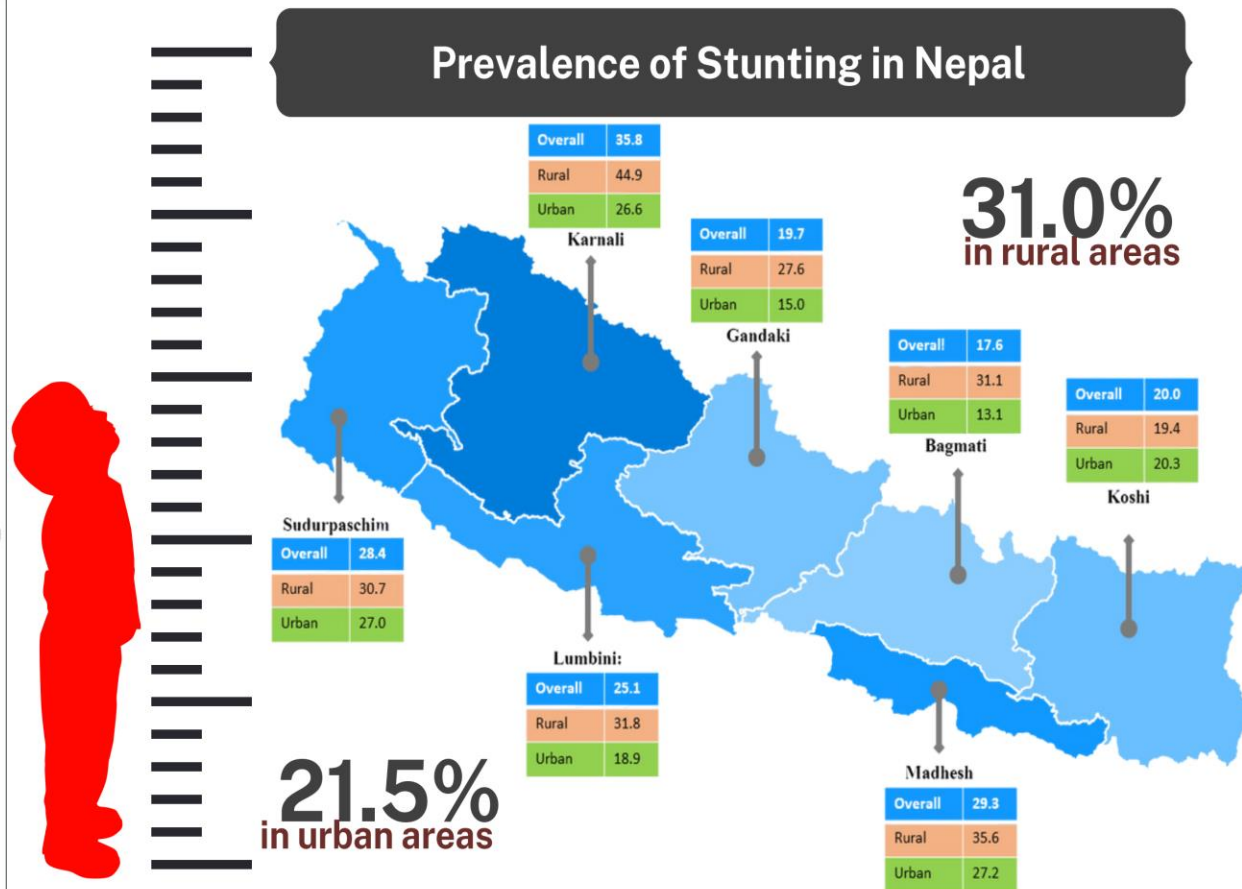 Prevalence of Stunting in Nepal
Overall 35.8
Rural 44.9
Urban 26.6
Karnali
31.0%
in rural areas
Overall 19.7
Rural 27.6
Urban 15.0
Gandaki
Overall 17.6
Rural 31.1
Urban 13.1
Bagmati
Overall 20.0
Rural 19.4
Urban 20.3
Koshi
Sudurpaschim
Overall 28.4
Rural 30.7
Urban 27.0
Lumbini:
Overall 25.1
Rural 31.8
Urban 18.9
21.5%
in urban areas
Madhesh
Overall 29.3
Rural 35.6
Urban 27.2